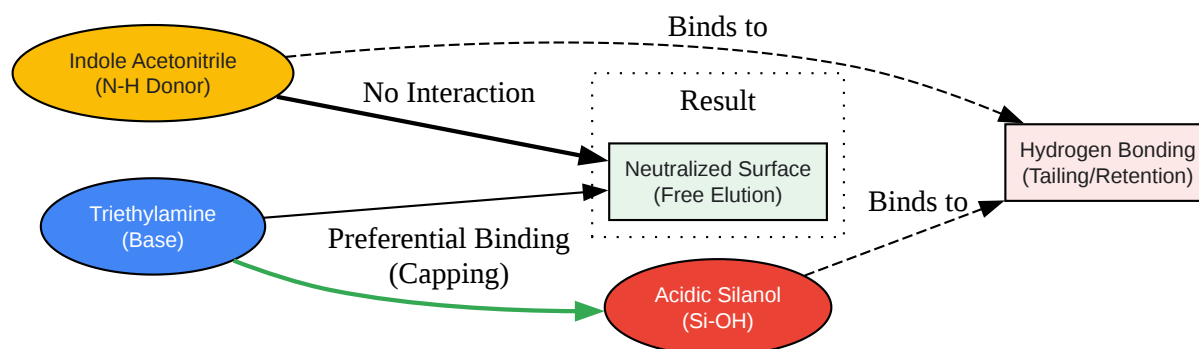 Binds to
Indole Acetonitrile
(N-H Donor)
No Interaction
Result
Hydrogen Bonding
(Tailing/Retention)
Neutralized Surface
(Free Elution)
Triethylamine
(Base)
Binds to
Preferential Binding
(Capping)
Acidic Silanol
(Si-OH)